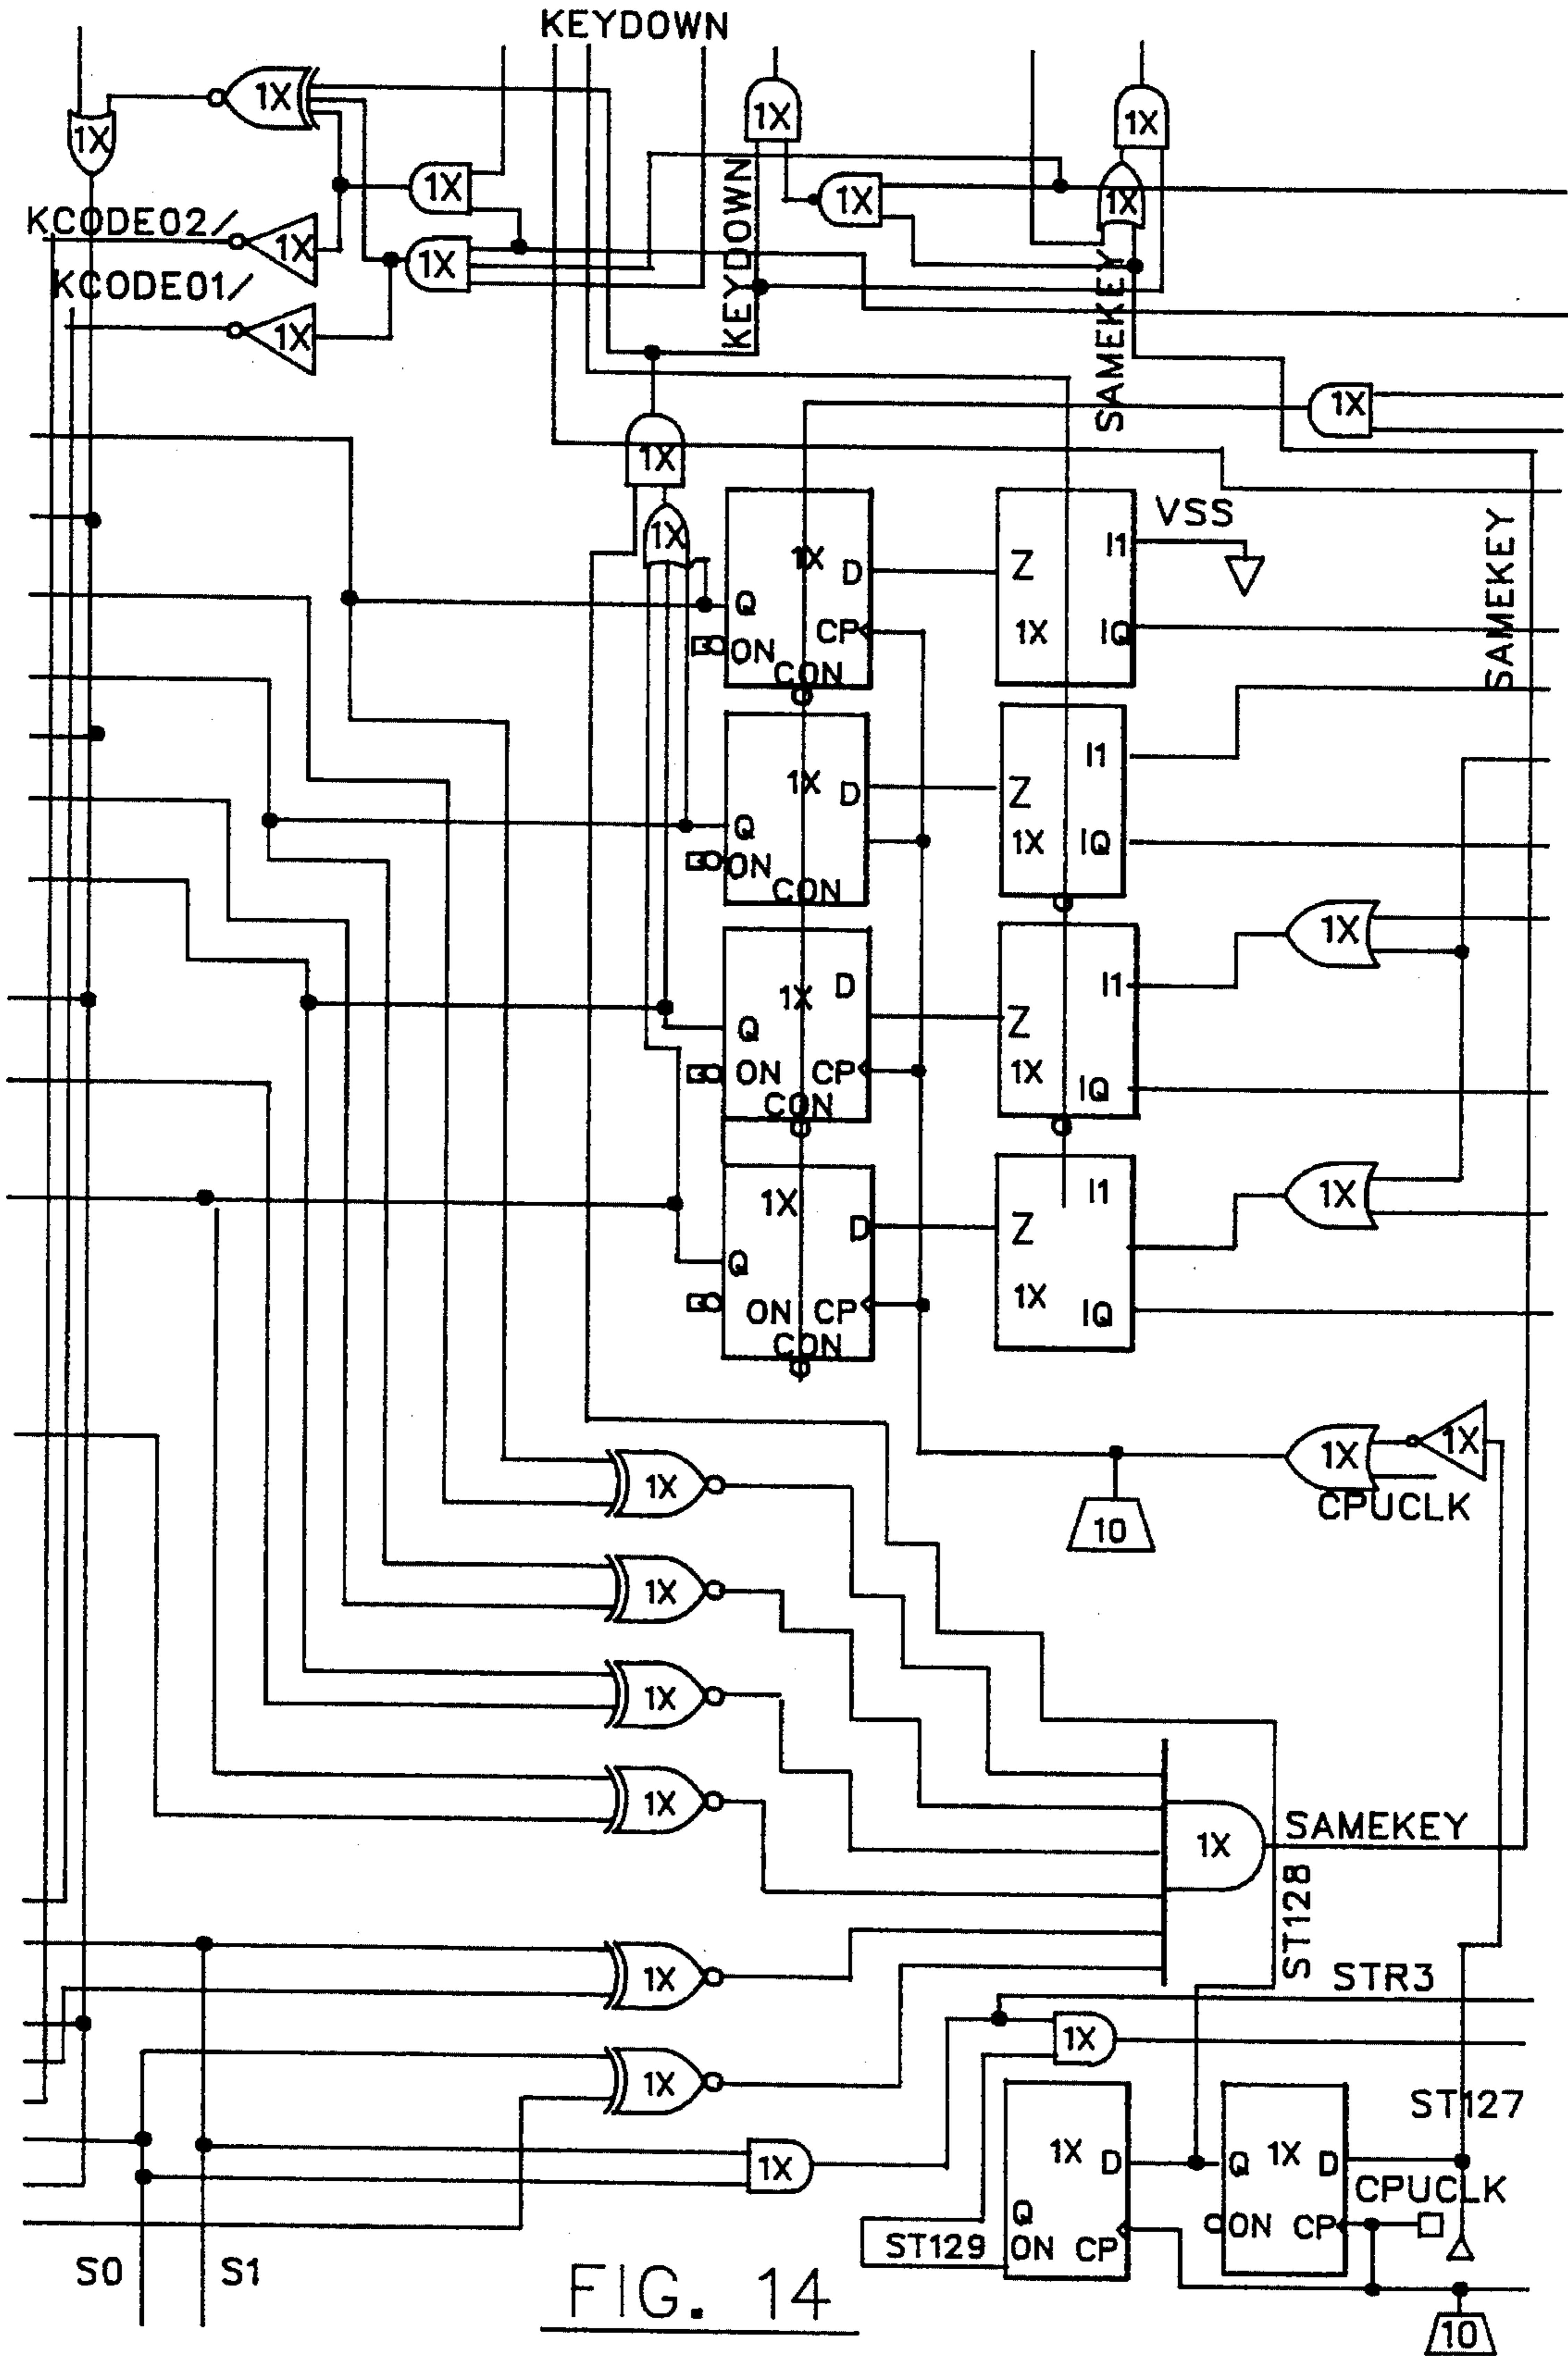 KEYDOWN
1X
1X
1X
1X
1X
1X
1X
KCODE02/
1X
1X
KEYDOWN
KCODE01/
1X
SAMEKEY
1X
1X
1X
1X
D
Q
CP
ON
CON
Z
I1
1X
IQ
VSS
SAMEKEY
1X
D
Q
ON
CON
I1
Z
1X
IQ
1X
1X
D
Q
ON
CP
CON
I1
Z
1X
IQ
1X
1X
D
Q
ON
CP
CON
I1
Z
1X
IQ
1X
1X
CPUCLK
10
1X
1X
1X
1X
1X
SAMEKEY
ST128
1X
STR3
1X
1X
ST127
1X
1X
D
Q
ON
CP
Q
1X
D
ON
CP
CPUCLK
ST129
S0
S1
10
FIG. 14